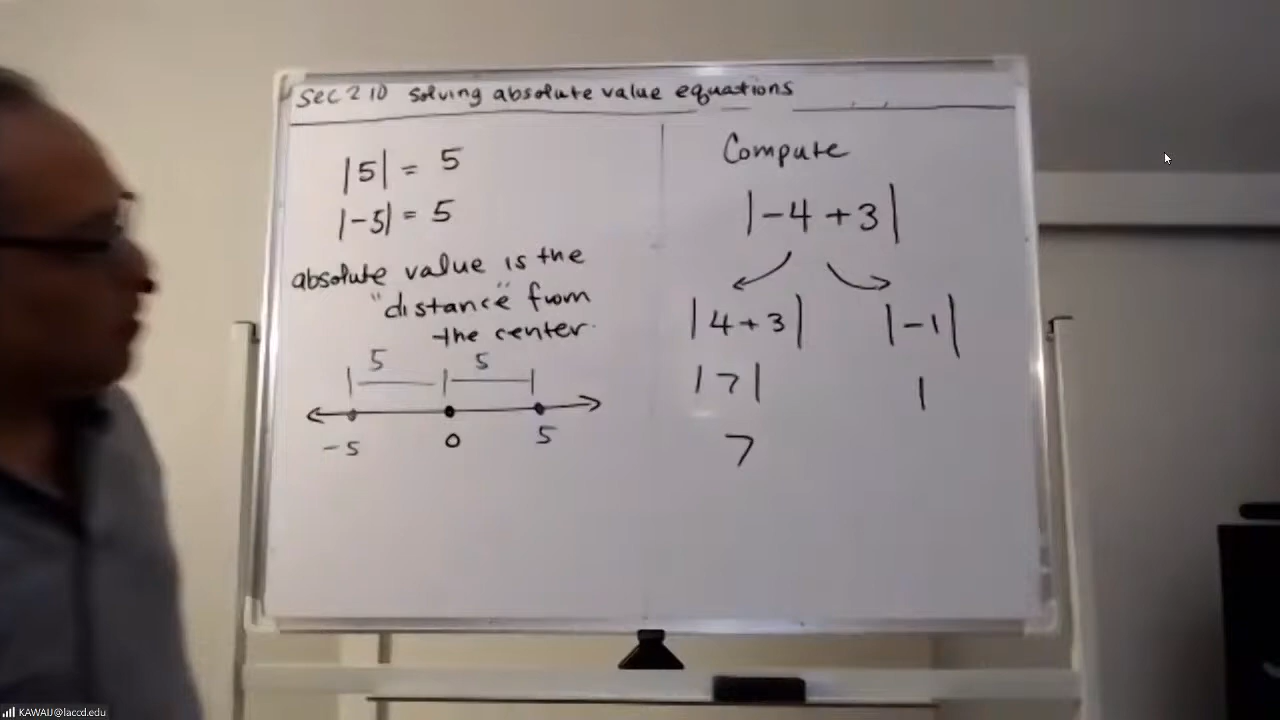 Sec 2 10 Solving absolute value equations
|5| = 5
|-5| = 5
absolute value is the
"distance" from
the center.
5 5
-5 0 5
Compute
|-4 +3|
|4+3| |-1|
|7| 1
7
KAWAIJ@laccd.edu